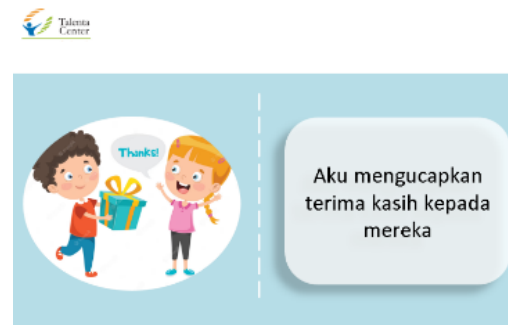 Talenta
Center
Thanks!
Aku mengucapkan
terima kasih kepada
mereka